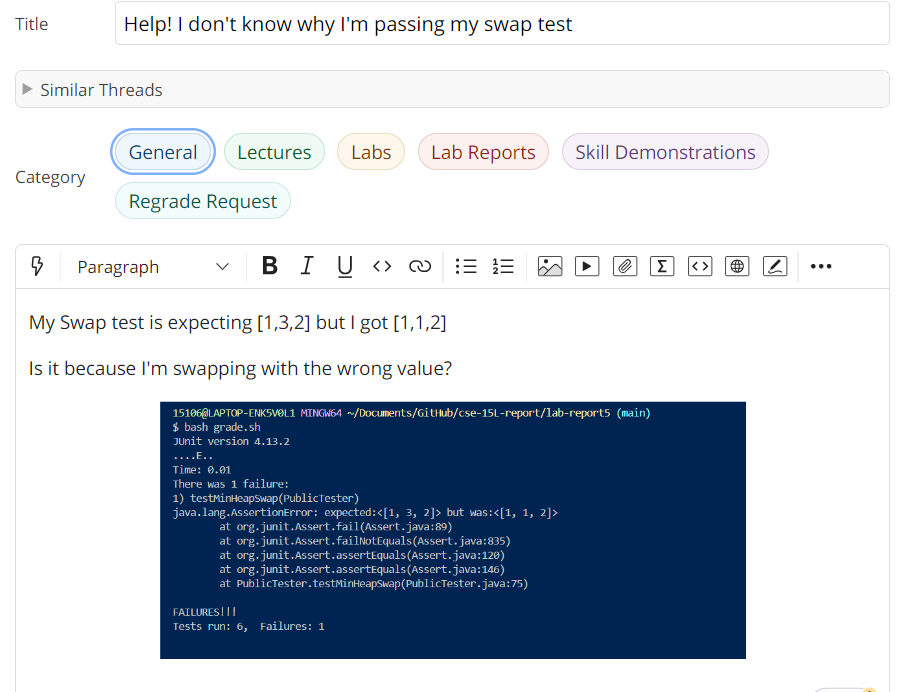 Title
Help! I don't know why I'm passing my swap test
Similar Threads
Category
General Lectures Labs Lab Reports Skill Demonstrations
Regrade Request
Paragraph B I U
My Swap test is expecting [1,3,2] but I got [1,1,2]
Is it because I'm swapping with the wrong value?
15106@LAPTOP-ENK5V0L1 MINGW64 ~/Documents/GitHub/cse-15L-report/lab-report5 (main)
$ bash grade.sh
JUnit version 4.13.2
....E..
Time: 0.01
There was 1 failure:
1) testMinHeapSwap(PublicTester)
java.lang.AssertionError: expected:<[1, 3, 2]> but was:<[1, 1, 2]>
at org.junit.Assert.fail(Assert.java:89)
at org.junit.Assert.failNotEquals(Assert.java:835)
at org.junit.Assert.assertEquals(Assert.java:120)
at org.junit.Assert.assertEquals(Assert.java:146)
at PublicTester.testMinHeapSwap(PublicTester.java:75)
FAILURES!!!
Tests run: 6,  Failures: 1